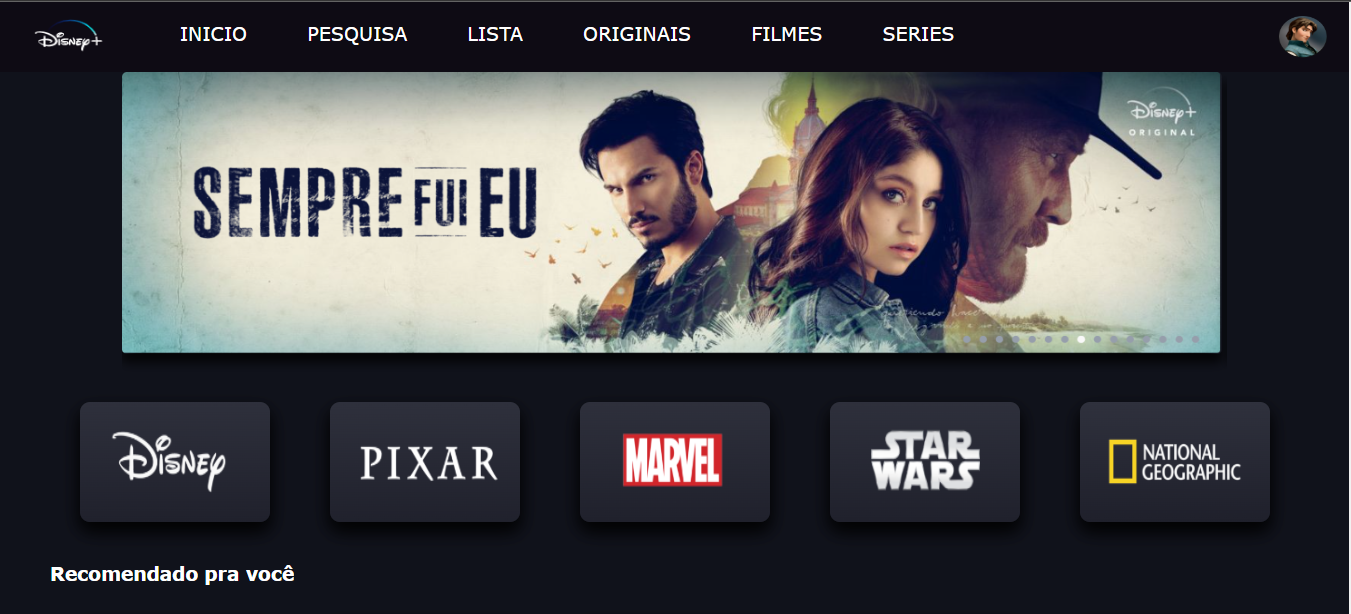 Disney+
INICIO
PESQUISA
LISTA
ORIGINAIS
FILMES
SERIES
Disney+
ORIGINAL
SEMPRE FUI EU
Disney
PIXAR
MARVEL
STAR
WARS
NATIONAL
GEOGRAPHIC
Recomendado pra você